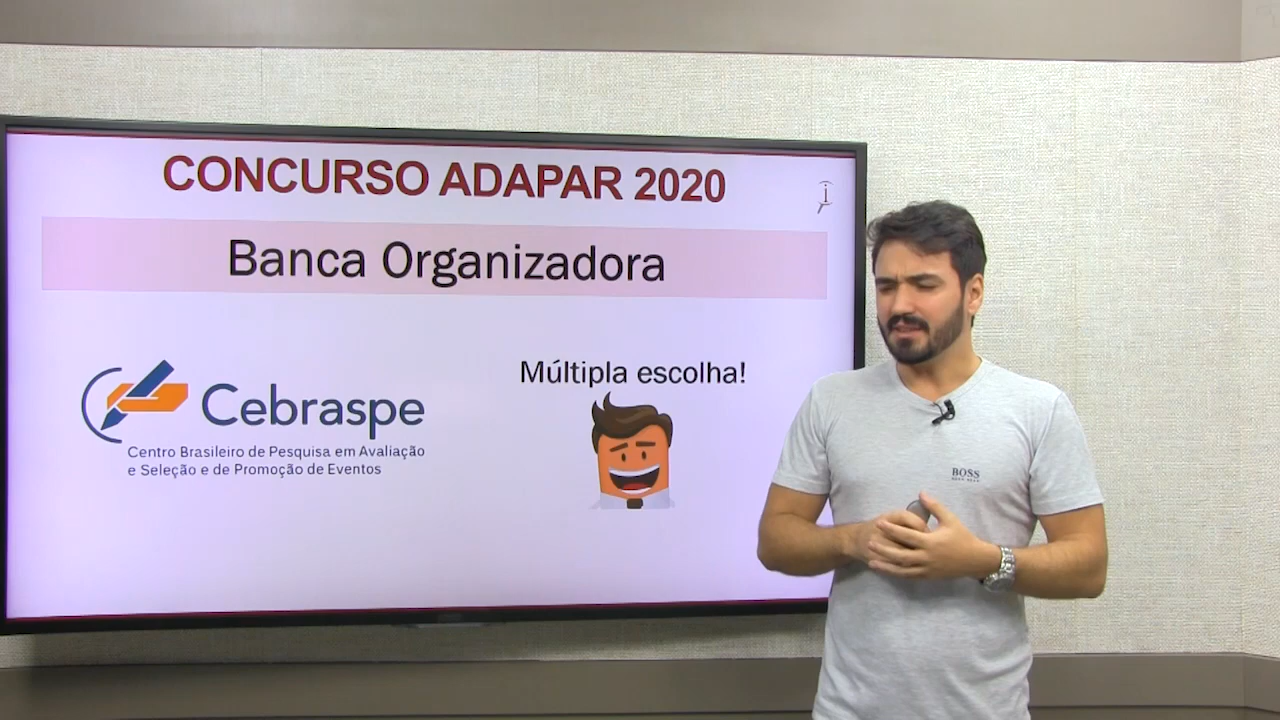 CONCURSO ADAPAR 2020
Banca Organizadora
Múltipla escolha!
Cebraspe
Centro Brasileiro de Pesquisa em Avaliação
e Seleção e de Promoção de Eventos
BOSS